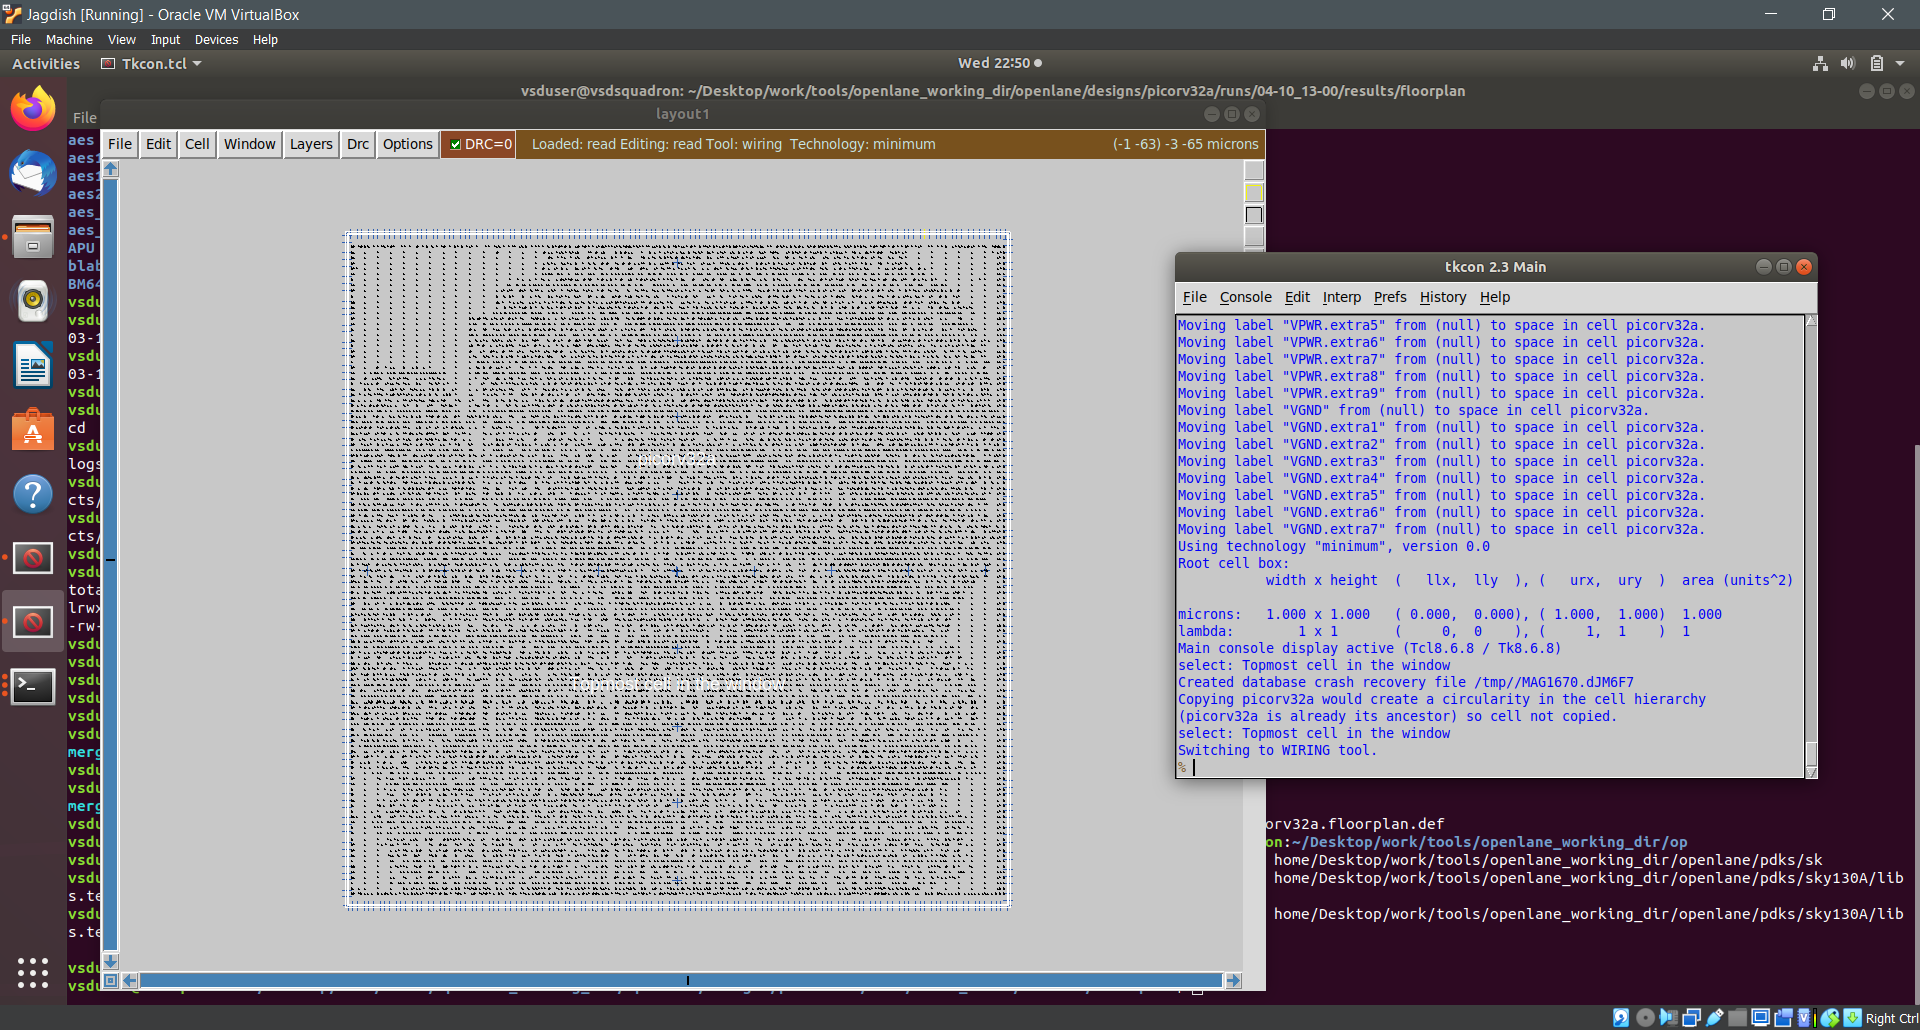 Jagdish [Running] - Oracle VM VirtualBox
File Machine View Input Devices Help
Activities Tkcon.tcl Wed 22:50
vsduser@vsdsquadron: ~/Desktop/work/tools/openlane_working_dir/openlane/designs/picorv32a/runs/04-10_13-00/results/floorplan
File
layout1
File Edit Cell Window Layers Drc Options DRC=0 Loaded: read Editing: read Tool: wiring Technology: minimum (-1 -63) -3 -65 microns
aes
aes1
aes1
aes2
aes_
aes_
APU
blab
BM64
vsdu
vsdu
03-1
vsdu
03-1
vsdu
vsdu
cd
vsdu
logs
vsdu
cts/
vsdu
cts/
vsdu
vsdu
tota
lrwx
-rw-
vsdu
vsdu
vsdu
vsdu
vsdu
vsdu
merg
vsdu
vsdu
merg
vsdu
vsdu
vsdu
vsdu
s.te
vsdu
s.te
vsdu
vsdu
picorv32a
Topmost cell in the window
tkcon 2.3 Main
File Console Edit Interp Prefs History Help
Moving label "VPWR.extra5" from (null) to space in cell picorv32a.
Moving label "VPWR.extra6" from (null) to space in cell picorv32a.
Moving label "VPWR.extra7" from (null) to space in cell picorv32a.
Moving label "VPWR.extra8" from (null) to space in cell picorv32a.
Moving label "VPWR.extra9" from (null) to space in cell picorv32a.
Moving label "VGND" from (null) to space in cell picorv32a.
Moving label "VGND.extra1" from (null) to space in cell picorv32a.
Moving label "VGND.extra2" from (null) to space in cell picorv32a.
Moving label "VGND.extra3" from (null) to space in cell picorv32a.
Moving label "VGND.extra4" from (null) to space in cell picorv32a.
Moving label "VGND.extra5" from (null) to space in cell picorv32a.
Moving label "VGND.extra6" from (null) to space in cell picorv32a.
Moving label "VGND.extra7" from (null) to space in cell picorv32a.
Using technology "minimum", version 0.0
Root cell box:
width x height ( llx, lly ), ( urx, ury ) area (units^2)
microns: 1.000 x 1.000 ( 0.000, 0.000), ( 1.000, 1.000) 1.000
lambda: 1 x 1 ( 0, 0 ), ( 1, 1 ) 1
Main console display active (Tcl8.6.8 / Tk8.6.8)
select: Topmost cell in the window
Created database crash recovery file /tmp//MAG1670.dJM6F7
Copying picorv32a would create a circularity in the cell hierarchy
(picorv32a is already its ancestor) so cell not copied.
select: Topmost cell in the window
Switching to WIRING tool.
%
orv32a.floorplan.def
on:~/Desktop/work/tools/openlane_working_dir/op
home/Desktop/work/tools/openlane_working_dir/openlane/pdks/sk
home/Desktop/work/tools/openlane_working_dir/openlane/pdks/sky130A/lib
home/Desktop/work/tools/openlane_working_dir/openlane/pdks/sky130A/lib
Right Ctrl